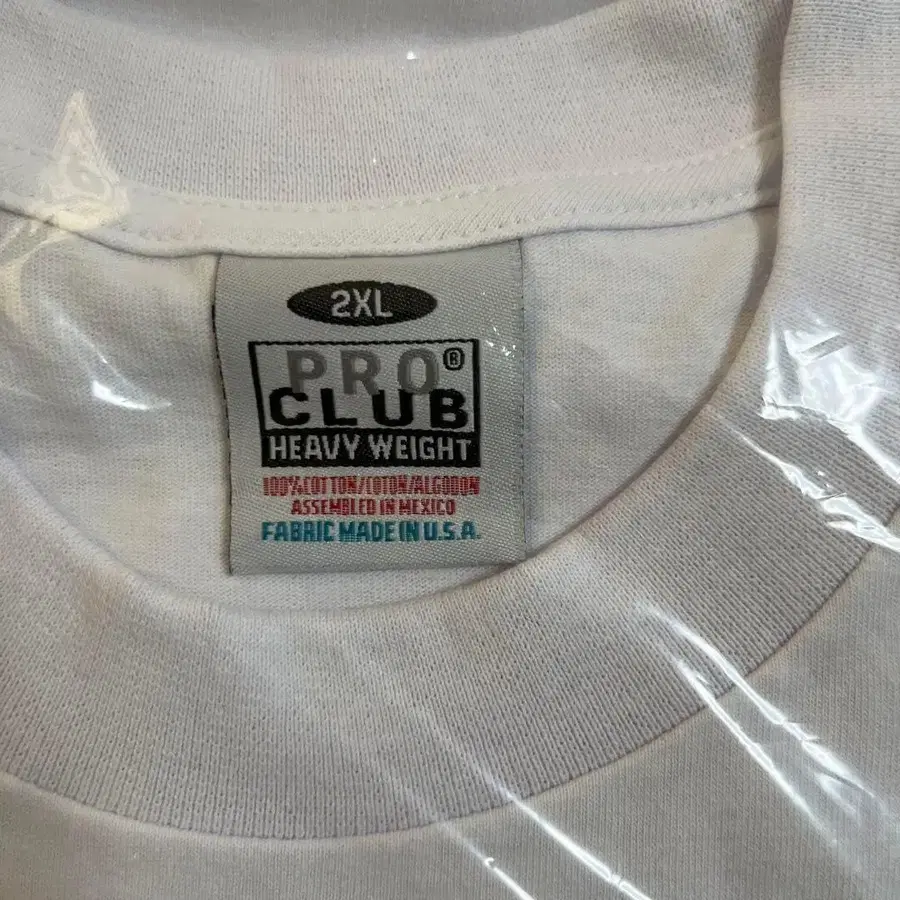 2XL
PRO®
CLUB
HEAVY WEIGHT
100%COTTON/COTON/ALGODON
ASSEMBLED IN MEXICO
FABRIC MADE IN U.S.A.